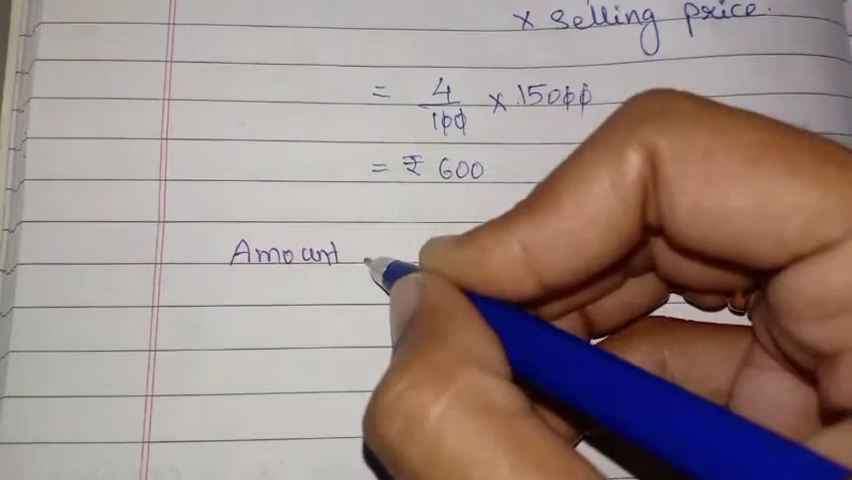 × selling price.
= 4/100 × 15000
= ₹ 600
Amount